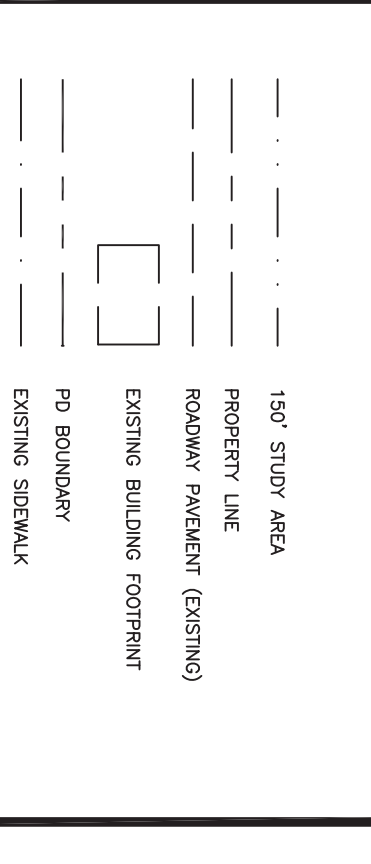 150' STUDY AREA
PROPERTY LINE
ROADWAY PAVEMENT (EXISTING)
EXISTING BUILDING FOOTPRINT
PD BOUNDARY
EXISTING SIDEWALK